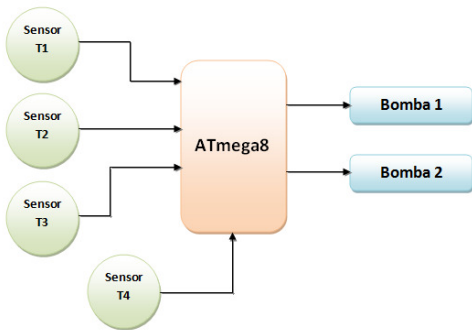 Sensor
T1
Sensor
T2
Sensor
T3
Sensor
T4
ATmega8
Bomba 1
Bomba 2